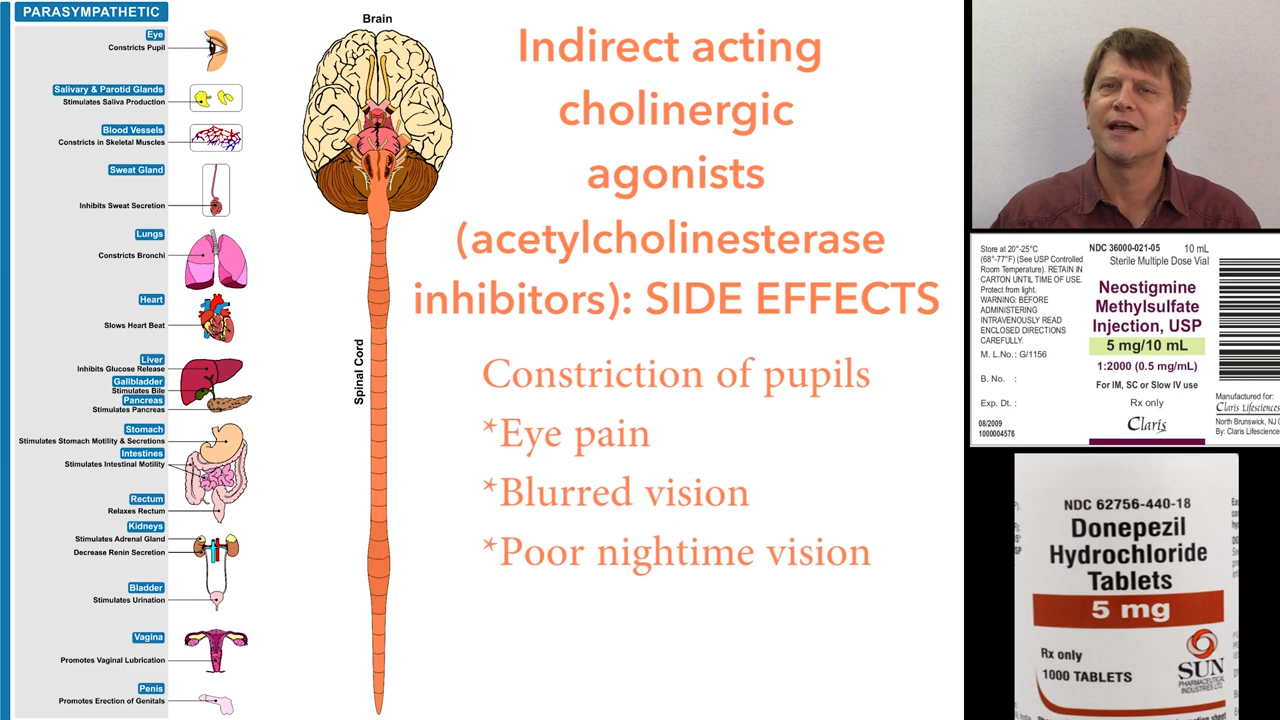 PARASYMPATHETIC
Eye
Constricts Pupil
Salivary & Parotid Glands
Stimulates Saliva Production
Blood Vessels
Constricts in Skeletal Muscles
Sweat Gland
Inhibits Sweat Secretion
Lungs
Constricts Bronchi
Heart
Slows Heart Beat
Liver
Inhibits Glucose Release
Gallbladder
Stimulates Bile
Pancreas
Stimulates Pancreas
Stomach
Stimulates Stomach Motility & Secretions
Intestines
Stimulates Intestinal Motility
Rectum
Relaxes Rectum
Kidneys
Stimulates Adrenal Gland
Decrease Renin Secretion
Bladder
Stimulates Urination
Vagina
Promotes Vaginal Lubrication
Penis
Promotes Erection of Genitals
Brain
Spinal Cord
Indirect acting
cholinergic
agonists
(acetylcholinesterase
inhibitors): SIDE EFFECTS
Constriction of pupils
*Eye pain
*Blurred vision
*Poor nightime vision
Store at 20°-25°C
(68°-77°F) (See USP Controlled
Room Temperature). RETAIN IN
CARTON UNTIL TIME OF USE.
Protect from light.
WARNING: BEFORE
ADMINISTERING
INTRAVENOUSLY READ
ENCLOSED DIRECTIONS
CAREFULLY.
M. L.No.: G/1156
B. No. :
Exp. Dt. :
08/2009
1000004576
NDC 36000-021-05 10 mL
Sterile Multiple Dose Vial
Neostigmine
Methylsulfate
Injection, USP
5 mg/10 mL
1:2000 (0.5 mg/mL)
For IM, SC or Slow IV use
Rx only
Claris
Manufactured for:
Claris Lifesciences
North Brunswick, NJ
By: Claris Lifescience
NDC 62756-440-18
Donepezil
Hydrochloride
Tablets
5 mg
Rx only
1000 TABLETS
SUN
PHARMACEUTICAL
INDUSTRIES LTD